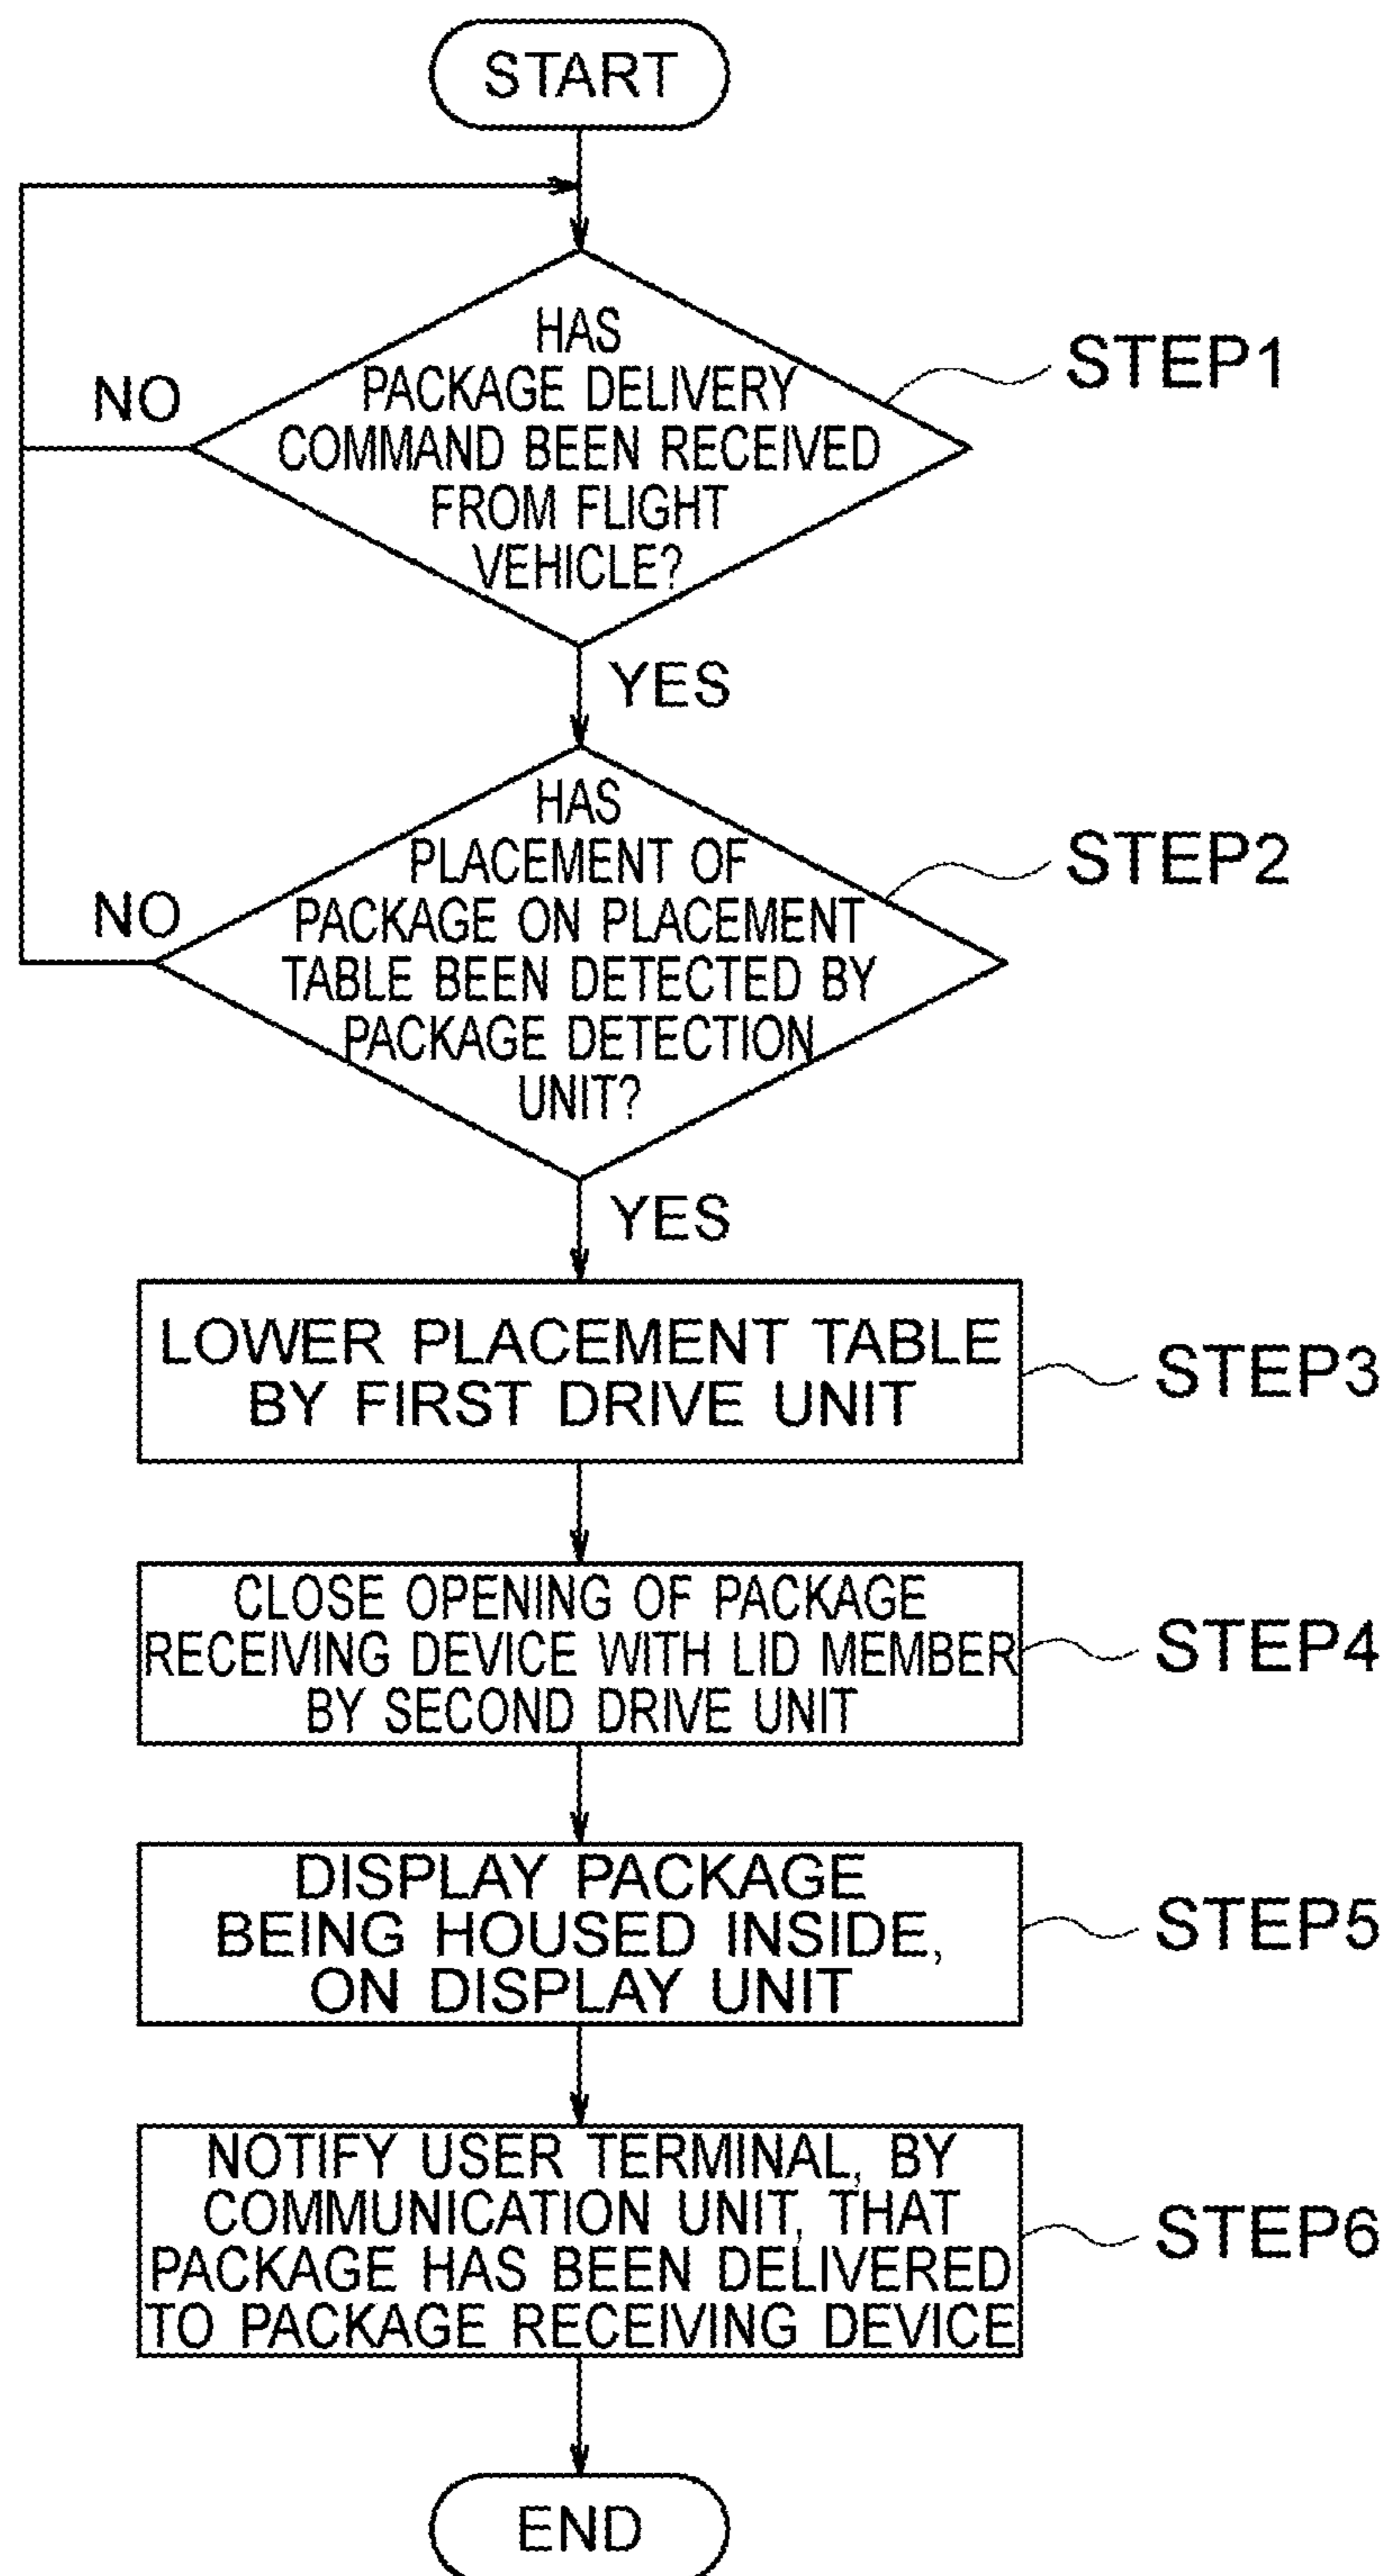 START
HAS
PACKAGE DELIVERY
COMMAND BEEN RECEIVED
FROM FLIGHT
VEHICLE?
STEP1
NO
YES
HAS
PLACEMENT OF
PACKAGE ON PLACEMENT
TABLE BEEN DETECTED BY
PACKAGE DETECTION
UNIT?
STEP2
NO
YES
LOWER PLACEMENT TABLE
BY FIRST DRIVE UNIT
STEP3
CLOSE OPENING OF PACKAGE
RECEIVING DEVICE WITH LID MEMBER
BY SECOND DRIVE UNIT
STEP4
DISPLAY PACKAGE
BEING HOUSED INSIDE,
ON DISPLAY UNIT
STEP5
NOTIFY USER TERMINAL, BY
COMMUNICATION UNIT, THAT
PACKAGE HAS BEEN DELIVERED
TO PACKAGE RECEIVING DEVICE
STEP6
END